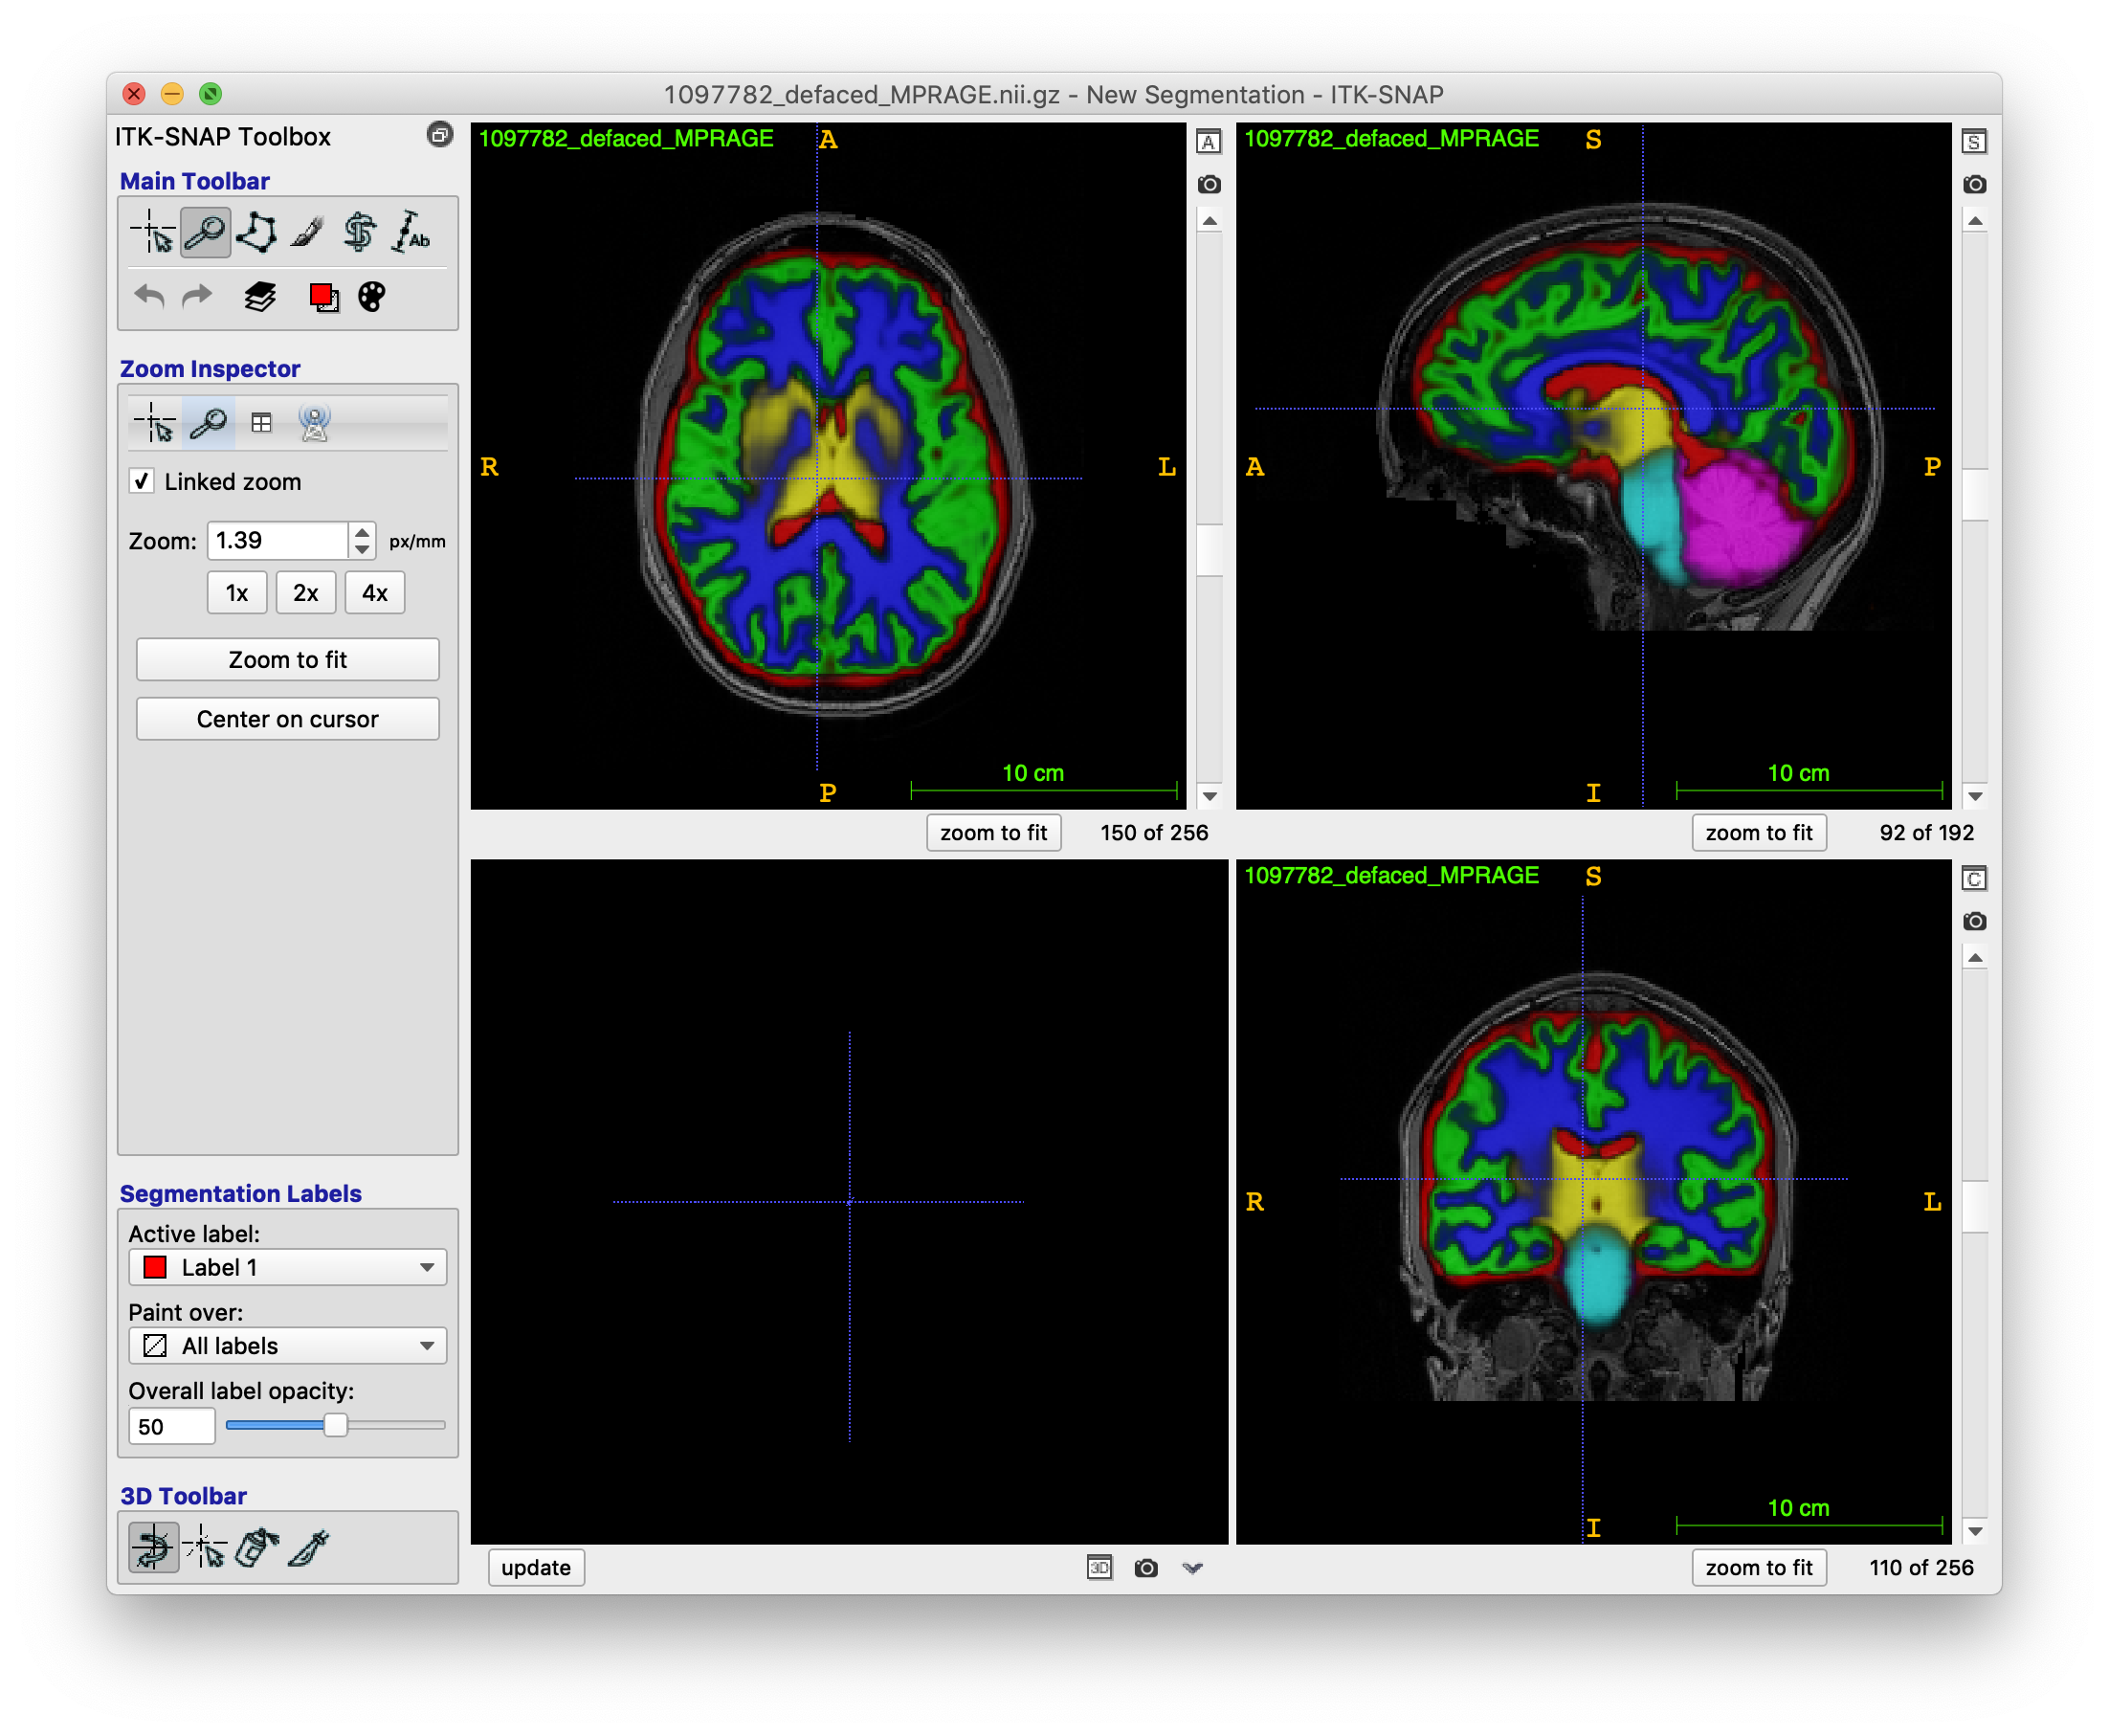 1097782_defaced_MPRAGE.nii.gz - New Segmentation - ITK-SNAP
ITK-SNAP Toolbox
Main Toolbar
Ab
Zoom Inspector
Linked zoom
Zoom:
1.39
px/mm
1x
2x
4x
Zoom to fit
Center on cursor
Segmentation Labels
Active label:
Label 1
Paint over:
All labels
Overall label opacity:
50
3D Toolbar
1097782_defaced_MPRAGE
A
A
R
L
10 cm
P
zoom to fit
150 of 256
1097782_defaced_MPRAGE
S
S
A
P
10 cm
I
zoom to fit
92 of 192
update
3D
1097782_defaced_MPRAGE
S
C
R
L
10 cm
I
zoom to fit
110 of 256